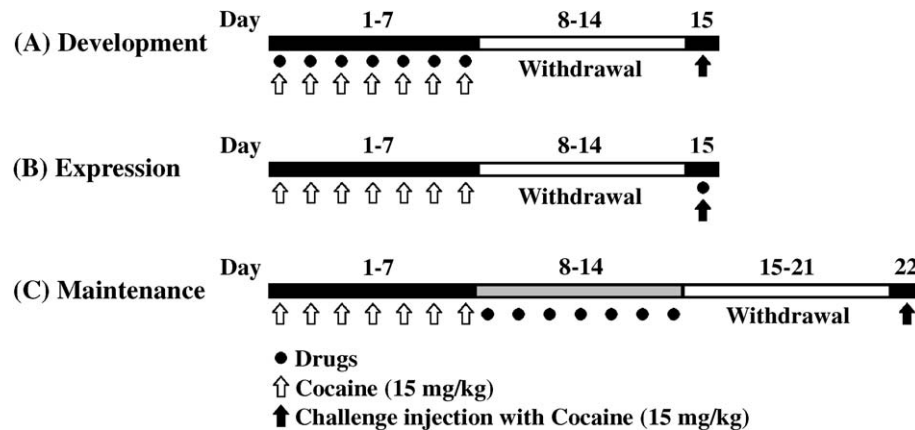 Day 1-7 8-14 15
(A) Development
Withdrawal
Day 1-7 8-14 15
(B) Expression
Withdrawal
Day 1-7 8-14 15-21 22
(C) Maintenance
Withdrawal
Drugs
Cocaine (15 mg/kg)
Challenge injection with Cocaine (15 mg/kg)